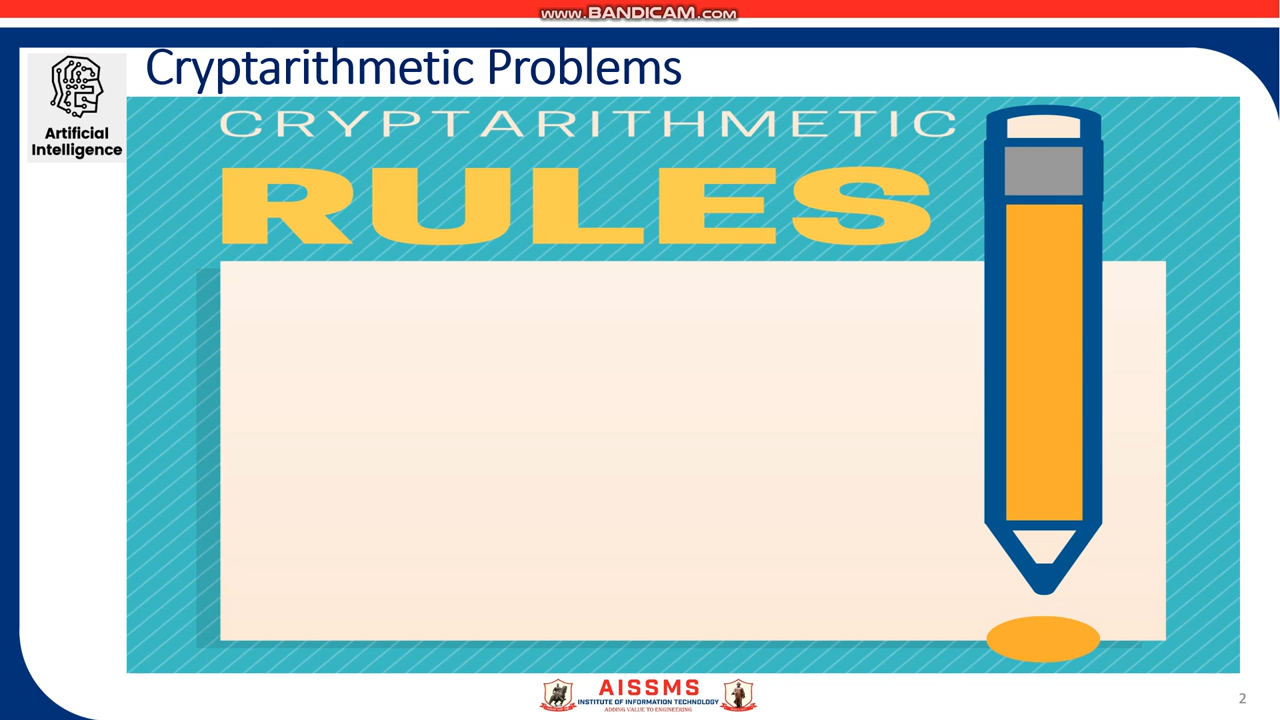 www.BANDICAM.com
Cryptarithmetic Problems
Artificial
Intelligence
CRYPTARITHMETIC
RULES
AISSMS
INSTITUTE OF INFORMATION TECHNOLOGY
ADDING VALUE TO ENGINEERING
2